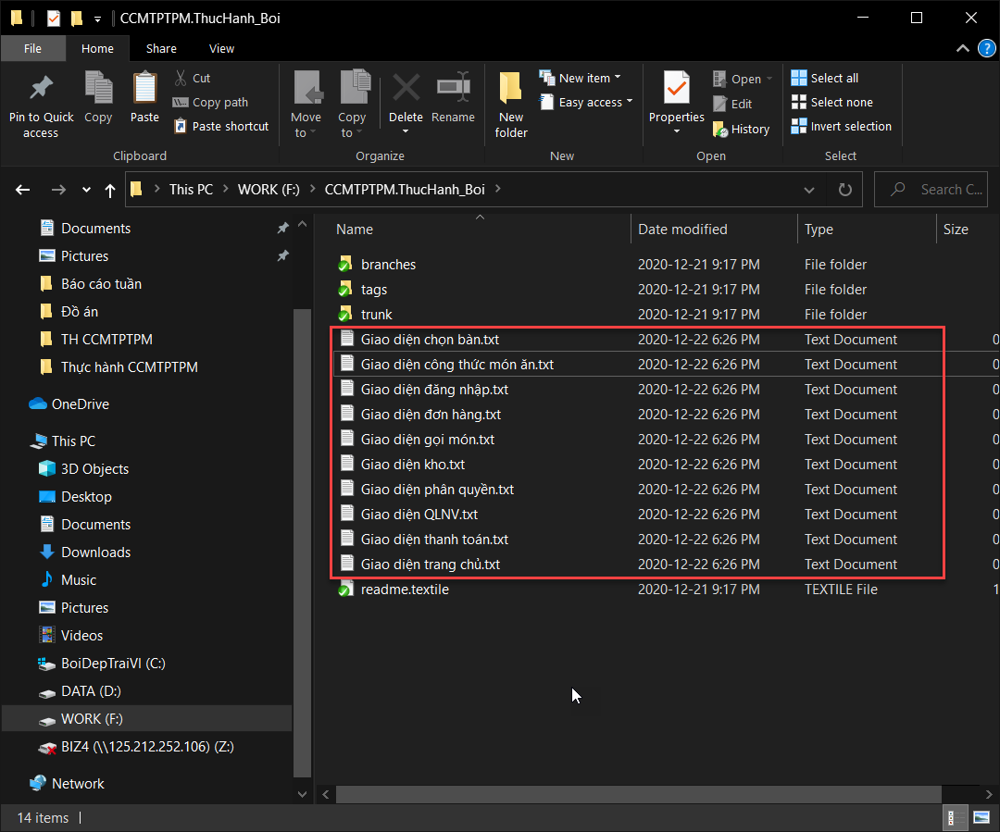 CCMTPTPM.ThucHanh_Boi
File Home Share View
Pin to Quick access
Copy
Paste
Cut
Copy path
Paste shortcut
Clipboard
Move to
Copy to
Delete
Rename
Organize
New folder
New item
Easy access
New
Properties
Open
Edit
History
Open
Select all
Select none
Invert selection
Select
This PC > WORK (F:) > CCMTPTPM.ThucHanh_Boi >
Search C...
Documents
Pictures
Báo cáo tuần
Đồ án
TH CCMTPTPM
Thực hành CCMTPTPM
OneDrive
This PC
3D Objects
Desktop
Documents
Downloads
Music
Pictures
Videos
BoiDepTraiVl (C:)
DATA (D:)
WORK (F:)
BIZ4 (\\125.212.252.106) (Z:)
Network
Name Date modified Type Size
branches 2020-12-21 9:17 PM File folder
tags 2020-12-21 9:17 PM File folder
trunk 2020-12-21 9:17 PM File folder
Giao diện chọn bàn.txt 2020-12-22 6:26 PM Text Document 0
Giao diện công thức món ăn.txt 2020-12-22 6:26 PM Text Document 0
Giao diện đăng nhập.txt 2020-12-22 6:26 PM Text Document 0
Giao diện đơn hàng.txt 2020-12-22 6:26 PM Text Document 0
Giao diện gọi món.txt 2020-12-22 6:26 PM Text Document 0
Giao diện kho.txt 2020-12-22 6:26 PM Text Document 0
Giao diện phân quyền.txt 2020-12-22 6:26 PM Text Document 0
Giao diện QLNV.txt 2020-12-22 6:26 PM Text Document 0
Giao diện thanh toán.txt 2020-12-22 6:26 PM Text Document 0
Giao diện trang chủ.txt 2020-12-22 6:26 PM Text Document 0
readme.textile 2020-12-21 9:17 PM TEXTILE File 1
14 items